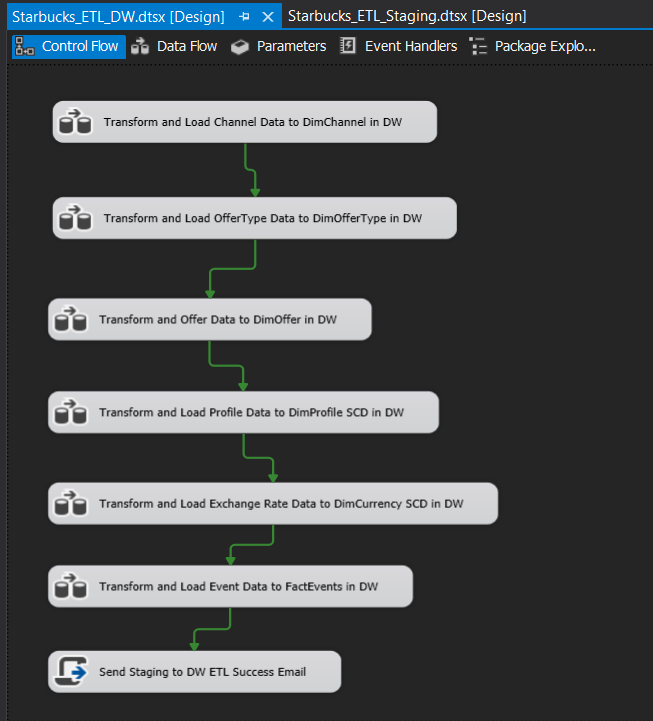 Starbucks_ETL_DW.dtsx [Design] Starbucks_ETL_Staging.dtsx [Design]
Control Flow Data Flow Parameters Event Handlers Package Explo...
Transform and Load Channel Data to DimChannel in DW
Transform and Load OfferType Data to DimOfferType in DW
Transform and Offer Data to DimOffer in DW
Transform and Load Profile Data to DimProfile SCD in DW
Transform and Load Exchange Rate Data to DimCurrency SCD in DW
Transform and Load Event Data to FactEvents in DW
Send Staging to DW ETL Success Email